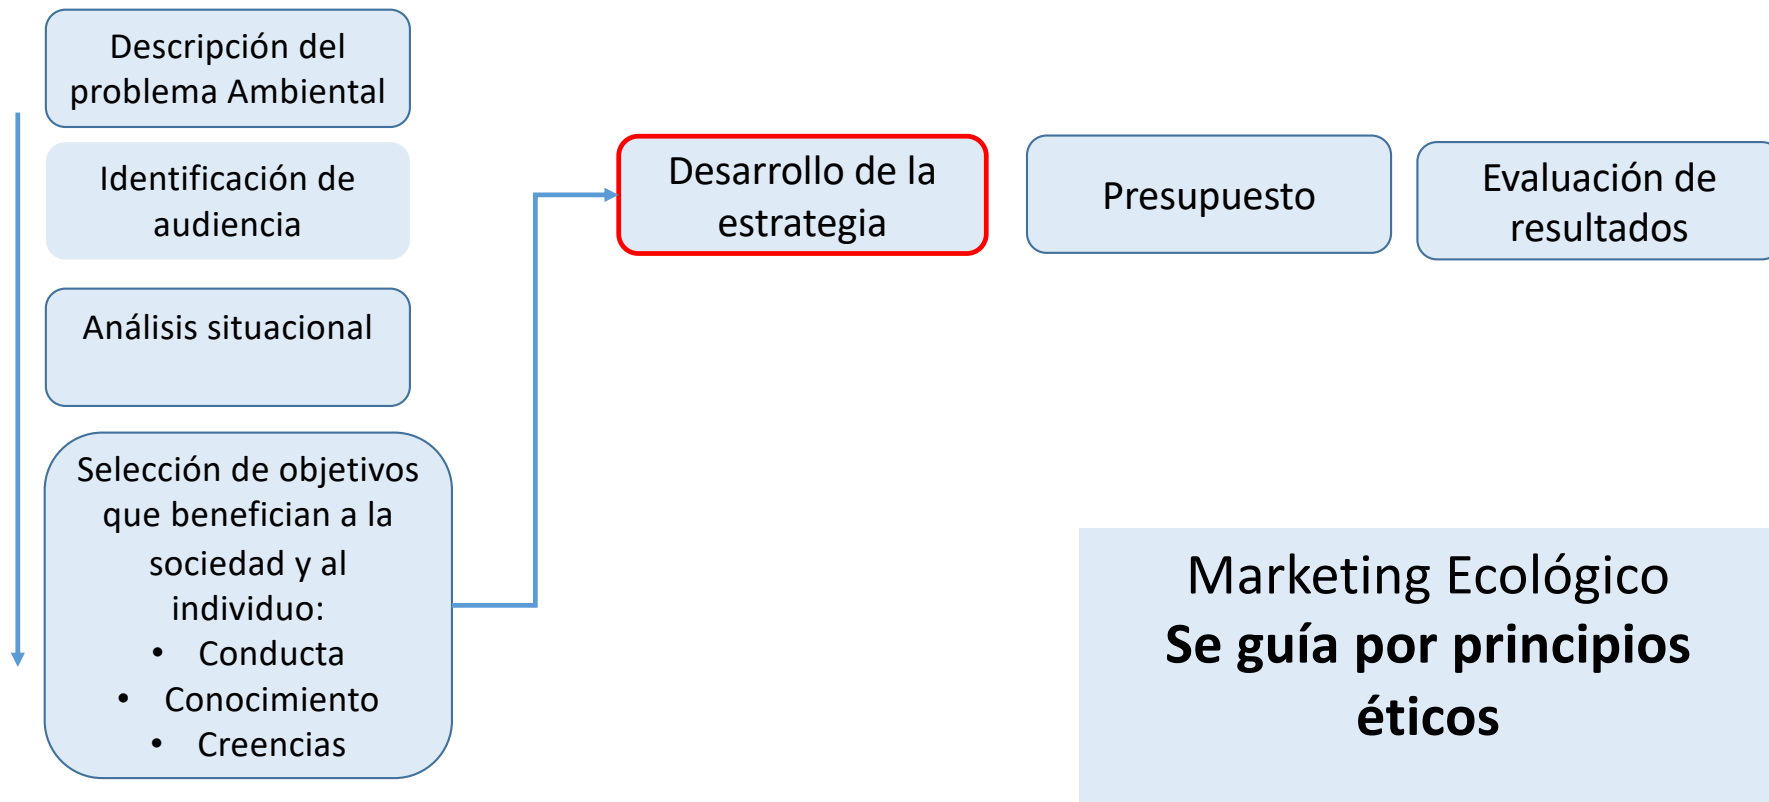 Descripción del
problema Ambiental
Identificación de
audiencia
Análisis situacional
Selección de objetivos
que benefician a la
sociedad y al
individuo:
• Conducta
• Conocimiento
• Creencias
Desarrollo de la
estrategia
Presupuesto
Evaluación de
resultados
Marketing Ecológico
Se guía por principios
éticos